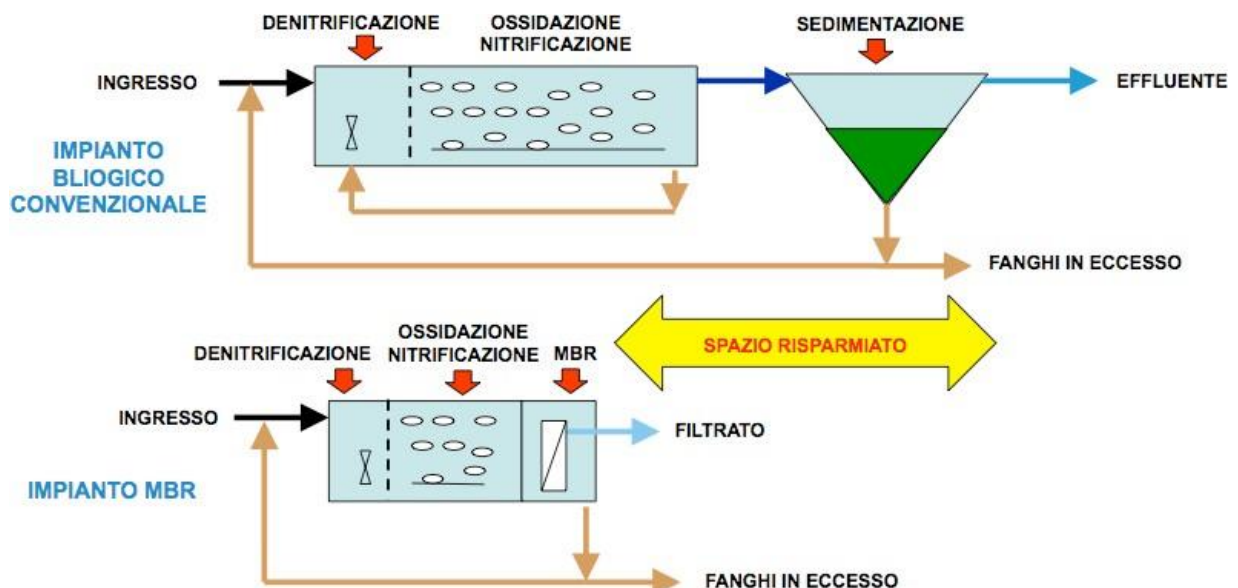 DENITRIFICAZIONE
OSSIDAZIONE
NITRIFICAZIONE
SEDIMENTAZIONE
INGRESSO
EFFLUENTE
IMPIANTO
BLIOGICO
CONVENZIONALE
FANGHI IN ECCESSO
SPAZIO RISPARMIATO
DENITRIFICAZIONE
OSSIDAZIONE
NITRIFICAZIONE
MBR
INGRESSO
FILTRATO
IMPIANTO MBR
FANGHI IN ECCESSO